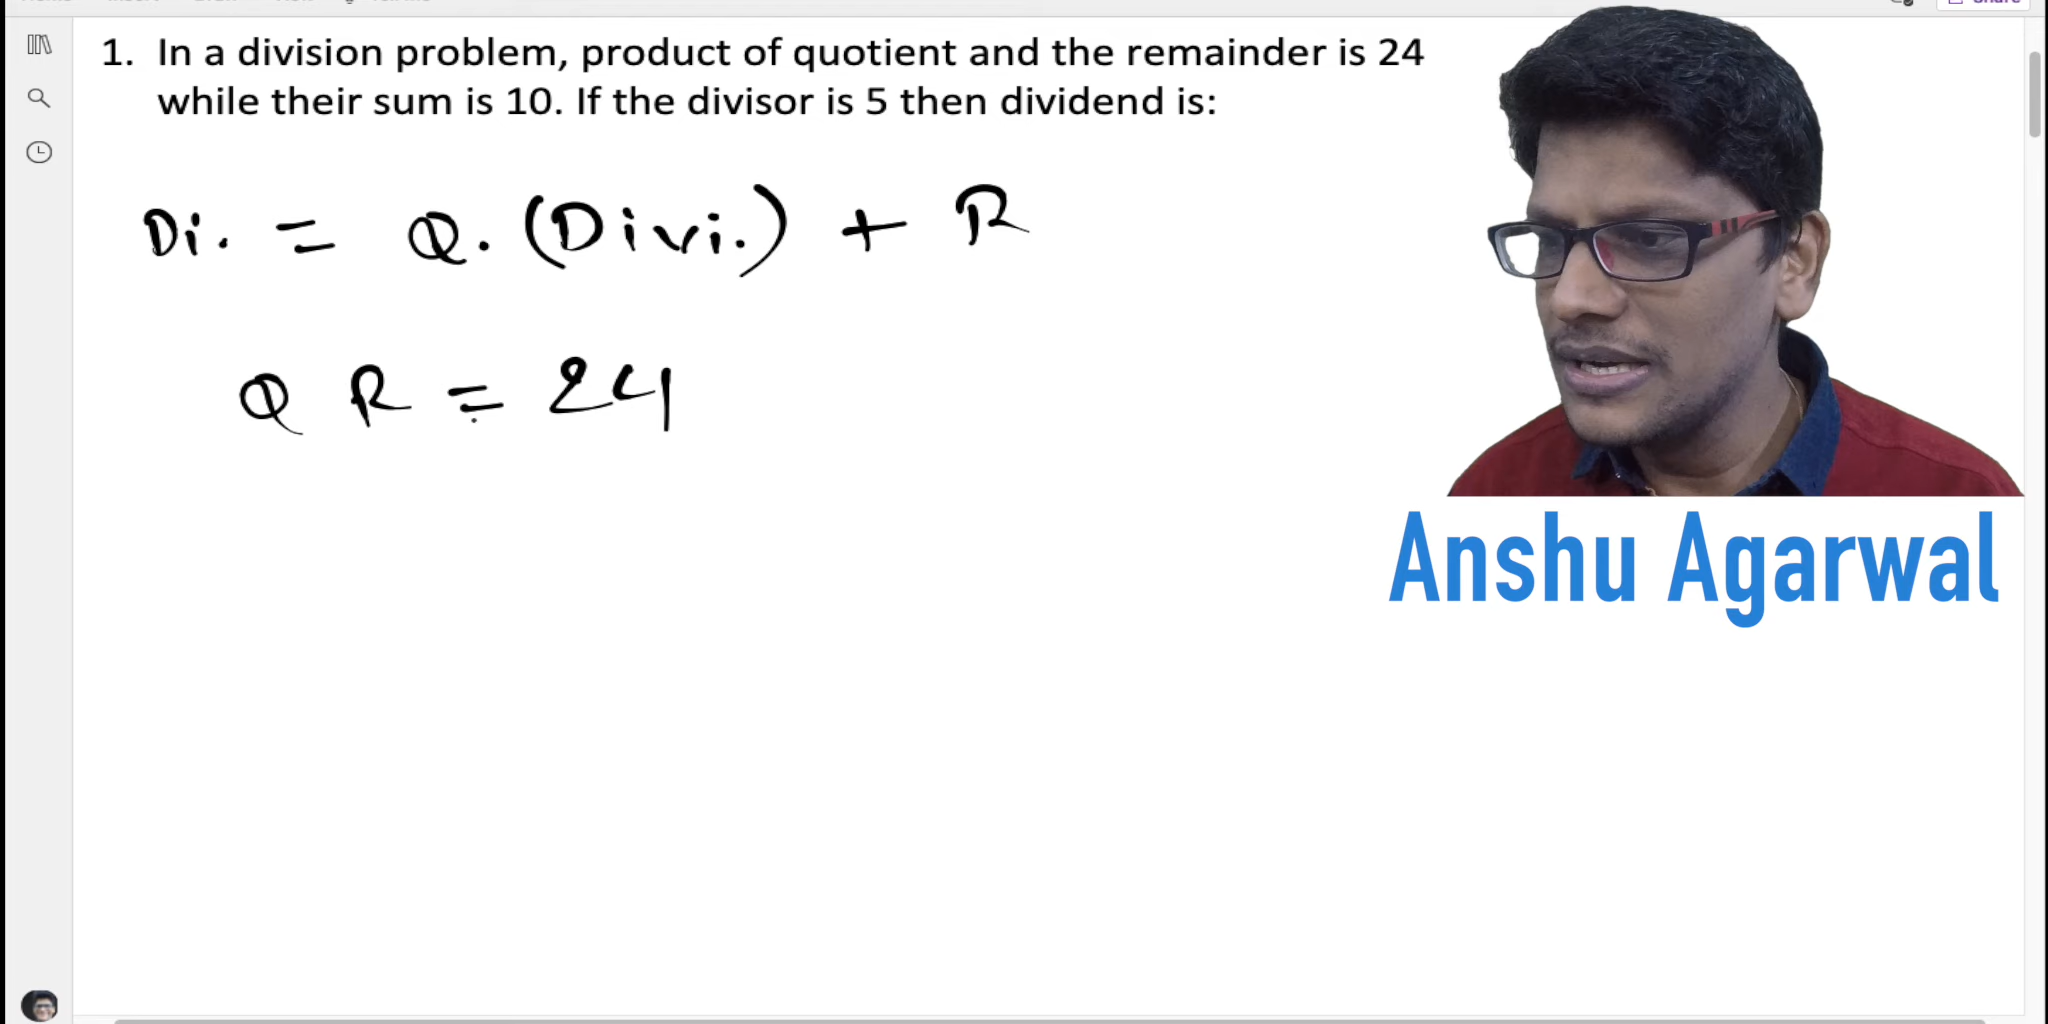 Share
1. In a division problem, product of quotient and the remainder is 24
while their sum is 10. If the divisor is 5 then dividend is:
Di. = Q. (Divi.) + R
Q R = 24
Anshu Agarwal